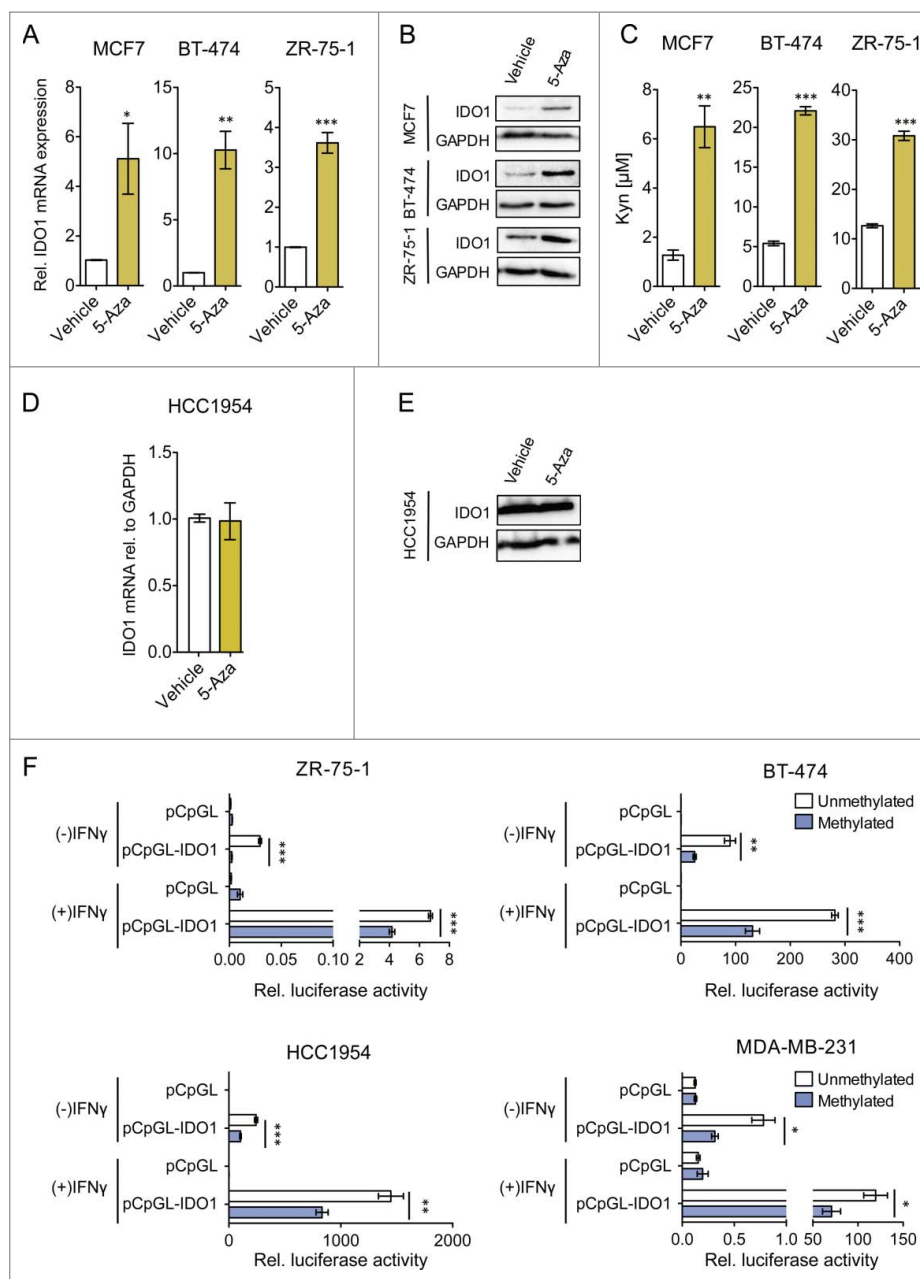 A
MCF7
BT-474
ZR-75-1
Rel. IDO1 mRNA expression
8
6
4
2
0
*
Vehicle
5-Aza
15
10
5
0
**
Vehicle
5-Aza
5
4
3
2
1
0
***
Vehicle
5-Aza
B
Vehicle
5-Aza
MCF7
IDO1
GAPDH
BT-474
IDO1
GAPDH
ZR-75-1
IDO1
GAPDH
C
MCF7
BT-474
ZR-75-1
Kyn [µM]
8
6
4
2
0
**
Vehicle
5-Aza
25
20
15
10
5
0
***
Vehicle
5-Aza
40
30
20
10
0
***
Vehicle
5-Aza
D
HCC1954
IDO1 mRNA rel. to GAPDH
1.5
1.0
0.5
0.0
Vehicle
5-Aza
E
Vehicle
5-Aza
HCC1954
IDO1
GAPDH
F
ZR-75-1
(-)IFNγ
pCpGL
pCpGL-IDO1
***
(+)IFNγ
pCpGL
pCpGL-IDO1
***
0.00 0.05 0.10 2 4 6 8
Rel. luciferase activity
BT-474
Unmethylated
Methylated
(-)IFNγ
pCpGL
pCpGL-IDO1
**
(+)IFNγ
pCpGL
pCpGL-IDO1
***
0 100 200 300 400
Rel. luciferase activity
HCC1954
(-)IFNγ
pCpGL
pCpGL-IDO1
***
(+)IFNγ
pCpGL
pCpGL-IDO1
**
0 1000 2000
Rel. luciferase activity
MDA-MB-231
Unmethylated
Methylated
(-)IFNγ
pCpGL
pCpGL-IDO1
*
(+)IFNγ
pCpGL
pCpGL-IDO1
*
0.0 0.5 1.0 50 100 150
Rel. luciferase activity